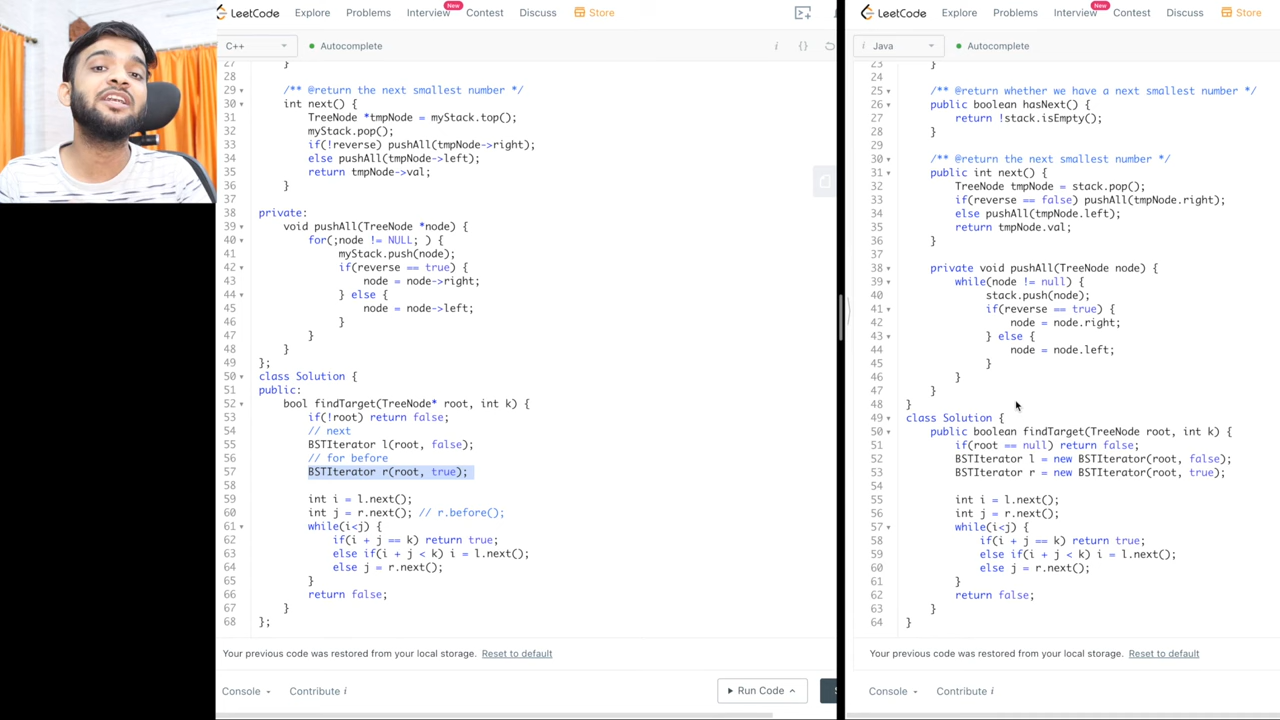 LeetCode Explore Problems Interview New Contest Discuss Store
C++ Autocomplete i {}
27 }
28
29 /** @return the next smallest number */
30 int next() {
31 TreeNode *tmpNode = myStack.top();
32 myStack.pop();
33 if(!reverse) pushAll(tmpNode->right);
34 else pushAll(tmpNode->left);
35 return tmpNode->val;
36 }
37
38 private:
39 void pushAll(TreeNode *node) {
40 for(;node != NULL; ) {
41 myStack.push(node);
42 if(reverse == true) {
43 node = node->right;
44 } else {
45 node = node->left;
46 }
47 }
48 }
49 };
50 class Solution {
51 public:
52 bool findTarget(TreeNode* root, int k) {
53 if(!root) return false;
54 // next
55 BSTIterator l(root, false);
56 // for before
57 BSTIterator r(root, true);
58
59 int i = l.next();
60 int j = r.next(); // r.before();
61 while(i<j) {
62 if(i + j == k) return true;
63 else if(i + j < k) i = l.next();
64 else j = r.next();
65 }
66 return false;
67 }
68 };
Your previous code was restored from your local storage. Reset to default
Console Contribute i Run Code
LeetCode Explore Problems Interview New Contest Discuss Store
i Java Autocomplete
23 }
24
25 /** @return whether we have a next smallest number */
26 public boolean hasNext() {
27 return !stack.isEmpty();
28 }
29
30 /** @return the next smallest number */
31 public int next() {
32 TreeNode tmpNode = stack.pop();
33 if(reverse == false) pushAll(tmpNode.right);
34 else pushAll(tmpNode.left);
35 return tmpNode.val;
36 }
37
38 private void pushAll(TreeNode node) {
39 while(node != null) {
40 stack.push(node);
41 if(reverse == true) {
42 node = node.right;
43 } else {
44 node = node.left;
45 }
46 }
47 }
48 }
49 class Solution {
50 public boolean findTarget(TreeNode root, int k) {
51 if(root == null) return false;
52 BSTIterator l = new BSTIterator(root, false);
53 BSTIterator r = new BSTIterator(root, true);
54
55 int i = l.next();
56 int j = r.next();
57 while(i<j) {
58 if(i + j == k) return true;
59 else if(i + j < k) i = l.next();
60 else j = r.next();
61 }
62 return false;
63 }
64 }
Your previous code was restored from your local storage. Reset to default
Console Contribute i